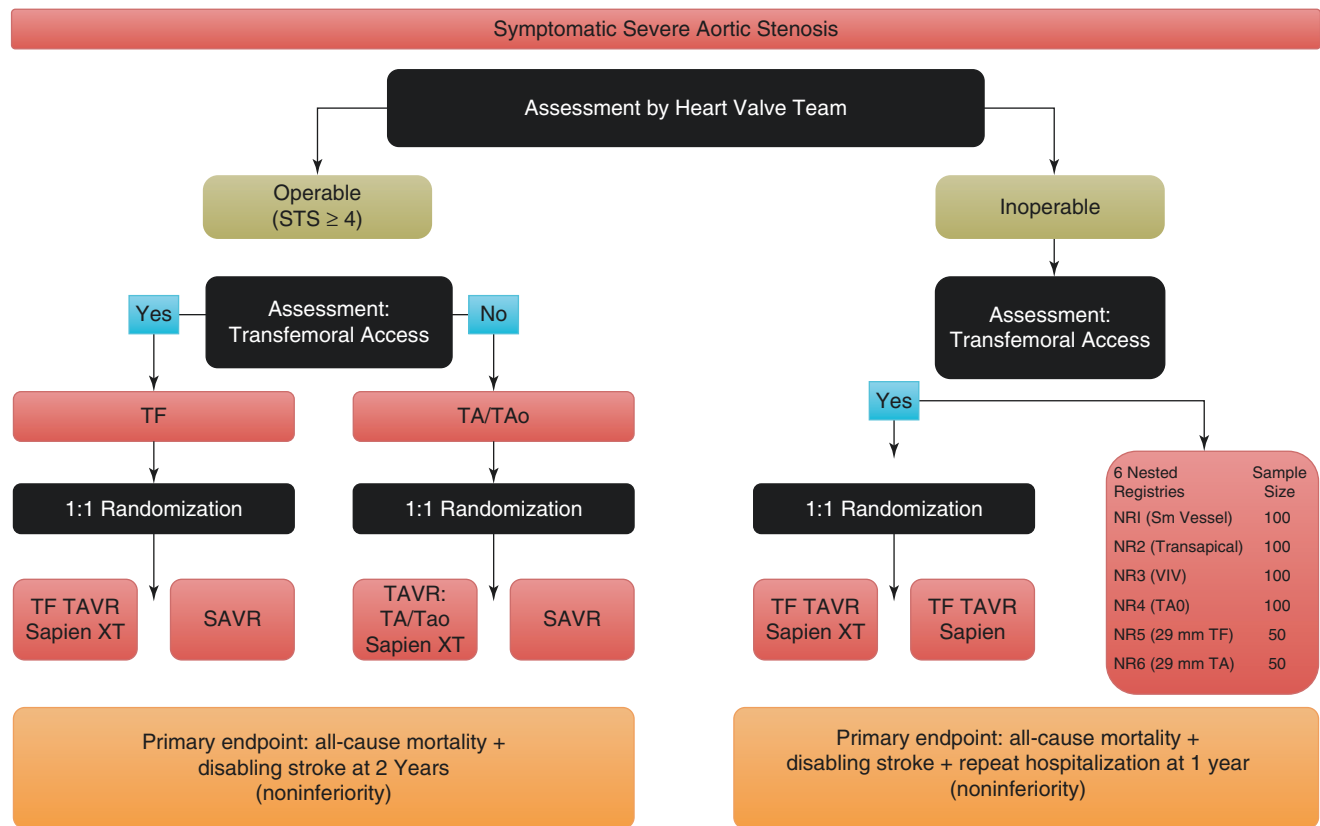 Symptomatic Severe Aortic Stenosis
Assessment by Heart Valve Team
Operable
(STS ≥ 4)
Inoperable
Assessment:
Transfemoral Access
Yes
No
Assessment:
Transfemoral Access
TF
TA/TAo
Yes
1:1 Randomization
1:1 Randomization
1:1 Randomization
TF TAVR
Sapien XT
SAVR
TAVR:
TA/Tao
Sapien XT
SAVR
TF TAVR
Sapien XT
TF TAVR
Sapien
6 Nested Sample
Registries Size
NRI (Sm Vessel) 100
NR2 (Transapical) 100
NR3 (VIV) 100
NR4 (TA0) 100
NR5 (29 mm TF) 50
NR6 (29 mm TA) 50
Primary endpoint: all-cause mortality +
disabling stroke at 2 Years
(noninferiority)
Primary endpoint: all-cause mortality +
disabling stroke + repeat hospitalization at 1 year
(noninferiority)